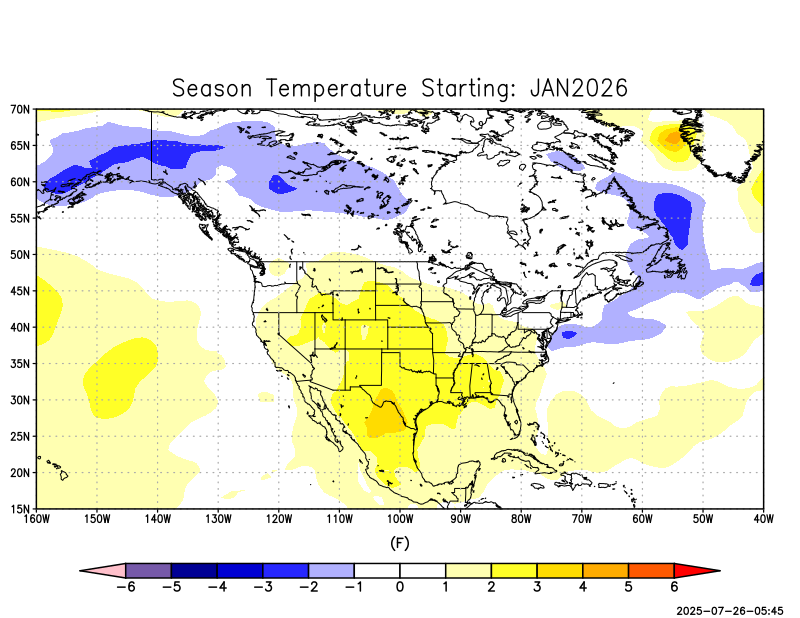 Season Temperature Starting: JAN2026
70N
65N
60N
55N
50N
45N
40N
35N
30N
25N
20N
15N
160W 150W 140W 130W 120W 110W 100W 90W 80W 70W 60W 50W 40W
(F)
−6 −5 −4 −3 −2 −1 0 1 2 3 4 5 6
2025-07-26-05:45